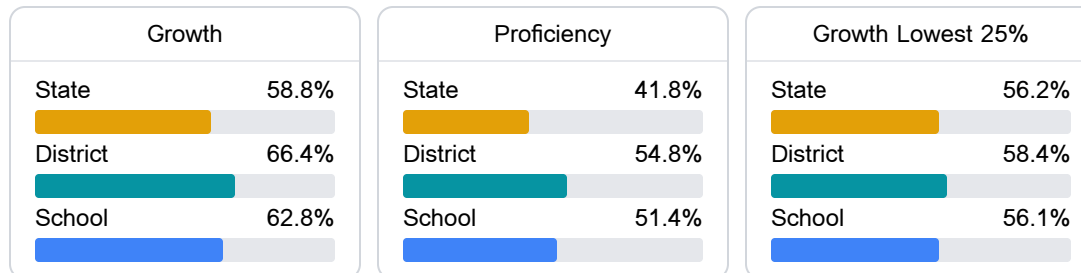 Growth
State 58.8%
District 66.4%
School 62.8%
Proficiency
State 41.8%
District 54.8%
School 51.4%
Growth Lowest 25%
State 56.2%
District 58.4%
School 56.1%